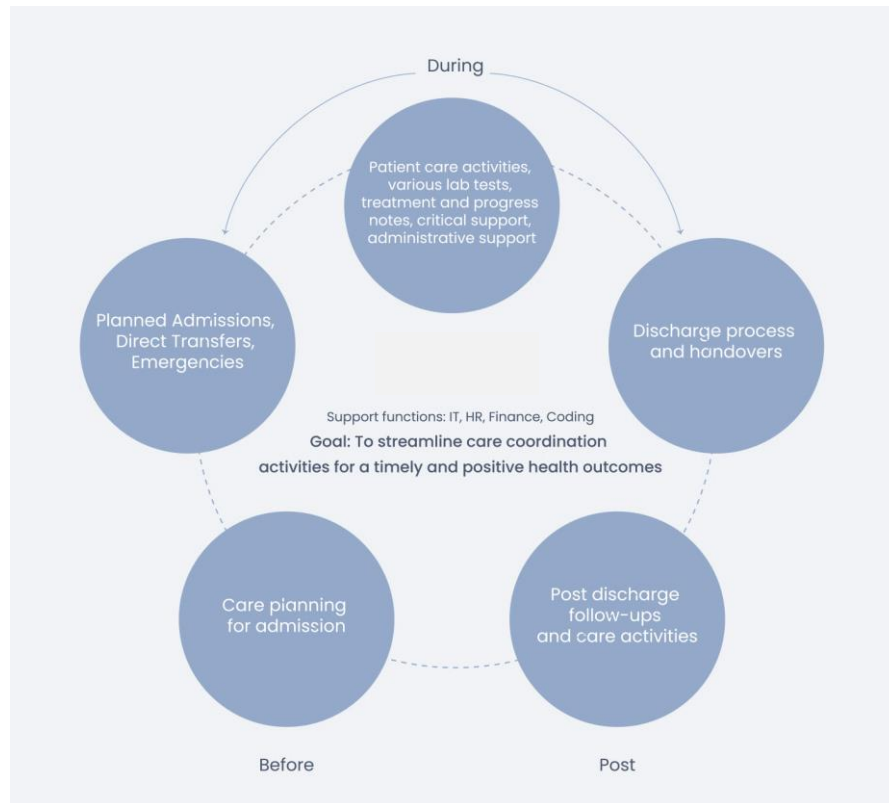 During
Patient care activities,
various lab tests,
treatment and progress
notes, critical support,
administrative support
Planned Admissions,
Direct Transfers,
Emergencies
Discharge process
and handovers
Support functions: IT, HR, Finance, Coding
Goal: To streamline care coordination
activities for a timely and positive health outcomes
Care planning
for admission
Post discharge
follow-ups
and care activities
Before
Post